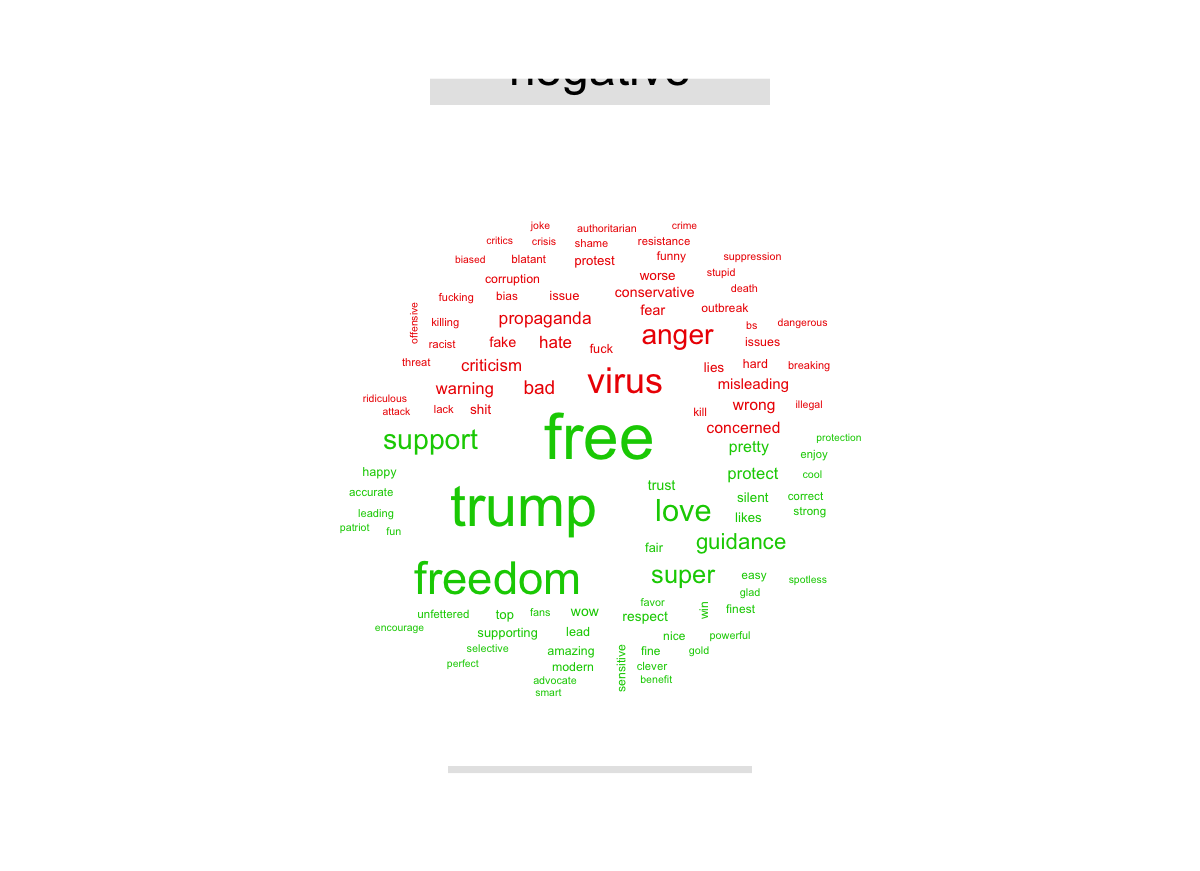 negative
joke authoritarian crime
critics crisis shame resistance
biased blatant protest funny suppression
corruption worse stupid
fucking bias issue conservative death
offensive killing propaganda fear outbreak
racist fake hate fuck anger bs dangerous
issues
threat criticism virus lies hard breaking
warning bad misleading
ridiculous attack lack shit kill wrong illegal
concerned
support free pretty protection
enjoy
happy trust protect cool
accurate silent correct
leading trump love likes strong
patriot fun
fair guidance
freedom super easy spotless
glad
unfettered top fans wow favor respect win finest
encourage supporting lead nice powerful
selective amazing sensitive fine gold
perfect modern clever
advocate benefit
smart